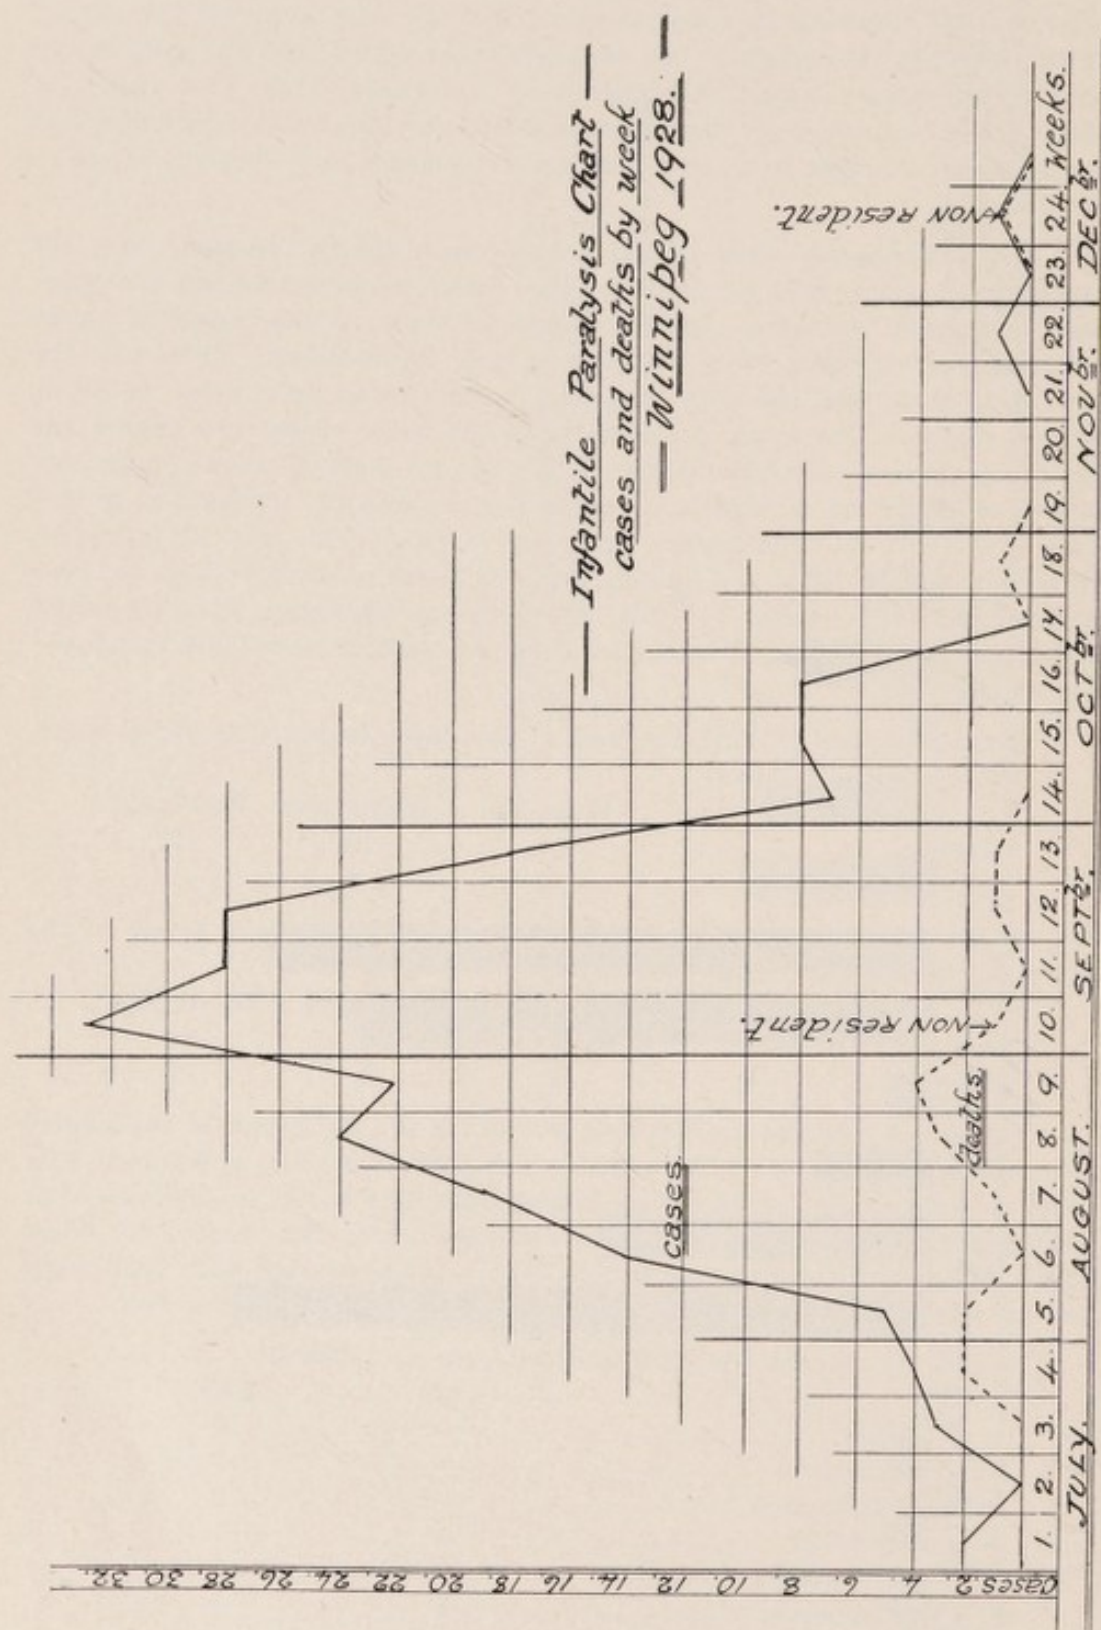 — Infantile Paralysis Chart —
cases and deaths by week
— Winnipeg 1928. —
32.
30.
28.
26.
24.
22.
20.
18.
16.
14.
12.
10.
8.
6.
4.
2.
cases
cases.
deaths.
←NON Resident.
←NON Resident.
1. 2. 3. 4. 5. 6. 7. 8. 9. 10. 11. 12. 13. 14. 15. 16. 17. 18. 19. 20. 21. 22. 23. 24. Weeks.
JULY. AUGUST. SEPTbr. OCTbr. NOVbr. DECbr.